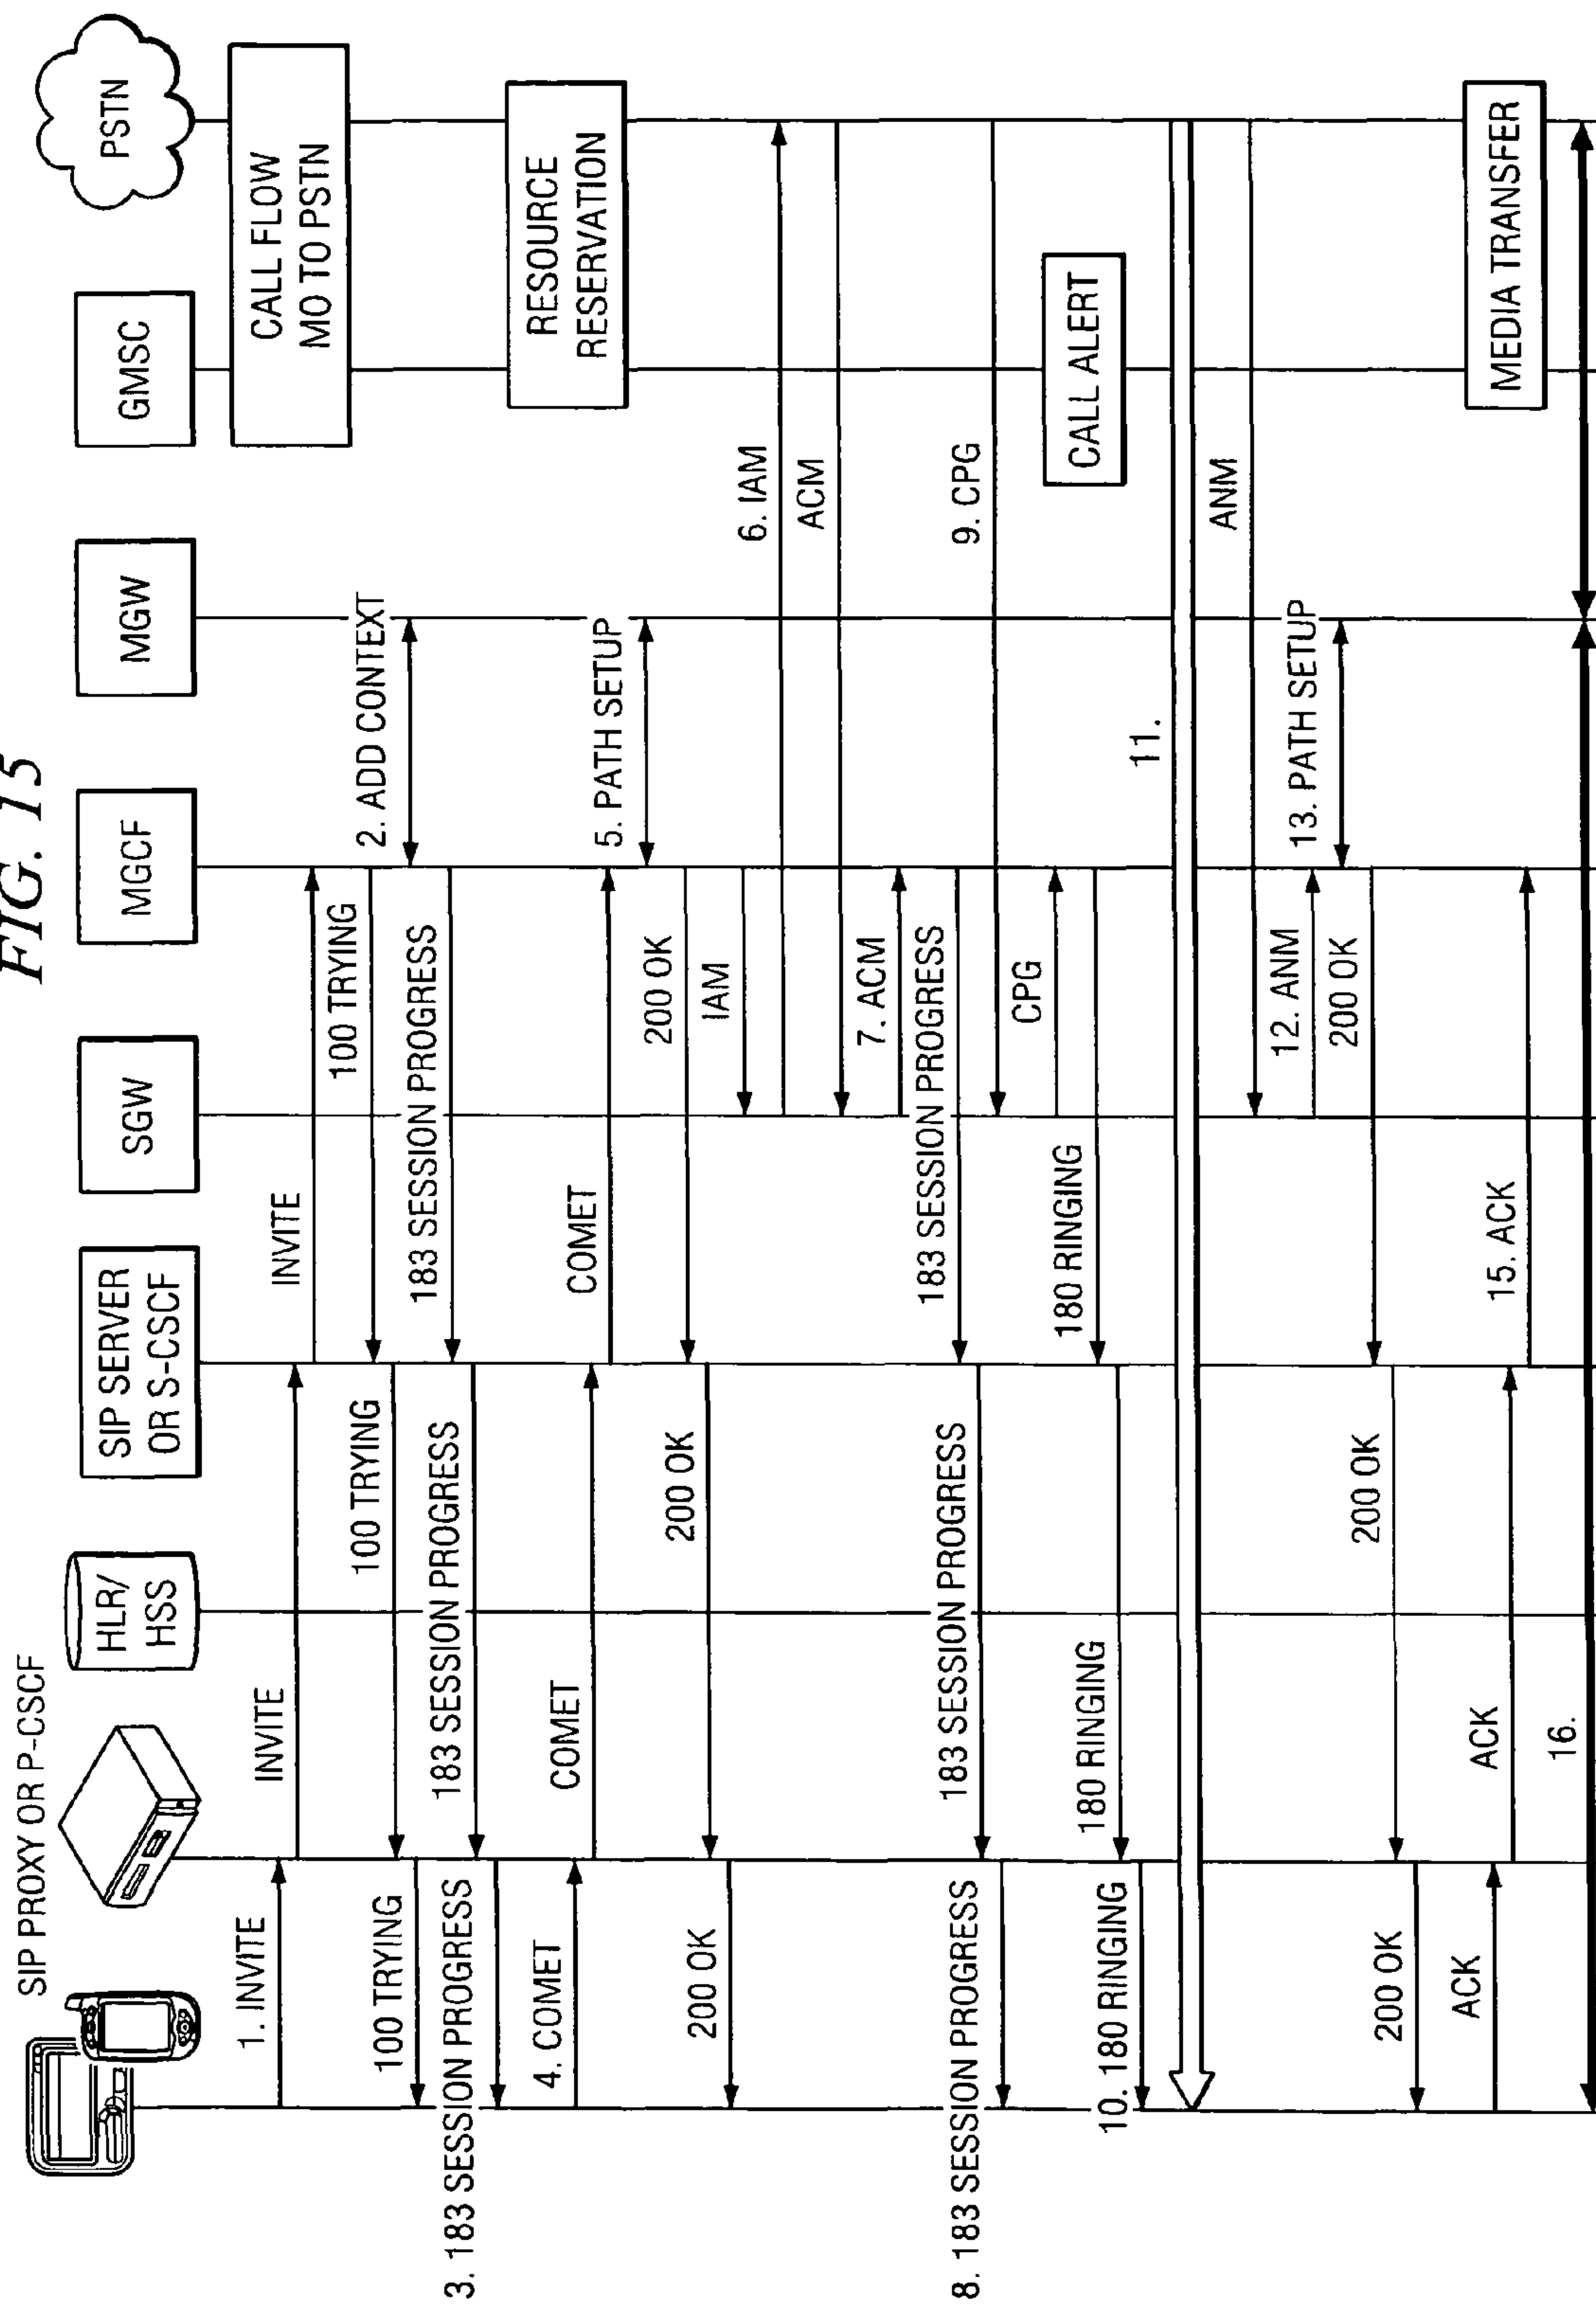 FIG. 15
SIP PROXY OR P-CSCF
HLR/
HSS
SIP SERVER
OR S-CSCF
SGW
MGCF
MGW
GMSC
PSTN
CALL FLOW
MO TO PSTN
1. INVITE
INVITE
INVITE
100 TRYING
100 TRYING
100 TRYING
2. ADD CONTEXT
3. 183 SESSION PROGRESS
183 SESSION PROGRESS
183 SESSION PROGRESS
RESOURCE
RESERVATION
4. COMET
COMET
COMET
5. PATH SETUP
200 OK
200 OK
200 OK
IAM
6. IAM
ACM
7. ACM
8. 183 SESSION PROGRESS
183 SESSION PROGRESS
183 SESSION PROGRESS
9. CPG
CPG
CALL ALERT
10. 180 RINGING
180 RINGING
180 RINGING
11.
ANM
12. ANM
13. PATH SETUP
200 OK
200 OK
200 OK
ACK
ACK
15. ACK
MEDIA TRANSFER
16.